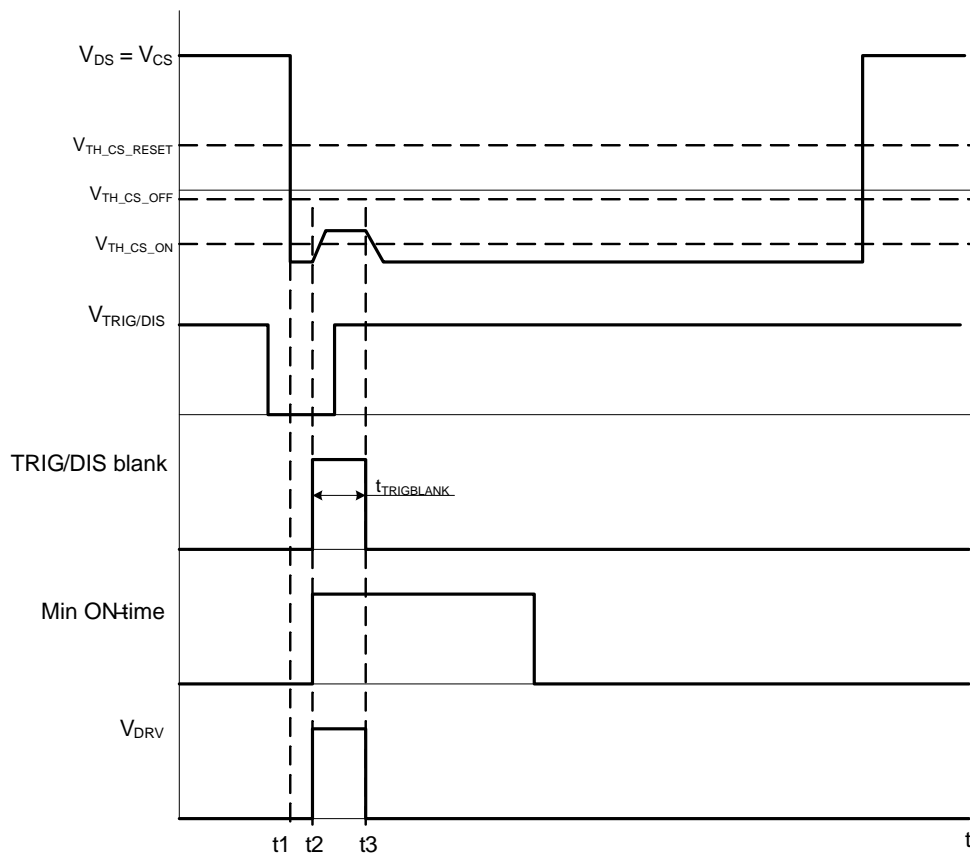 VDS = VCS
VTH_CS_RESET
VTH_CS_OFF
VTH_CS_ON
VTRIG/DIS
TRIG/DIS blank
tTRIGBLANK
Min ON-time
VDRV
t1 t2 t3 t